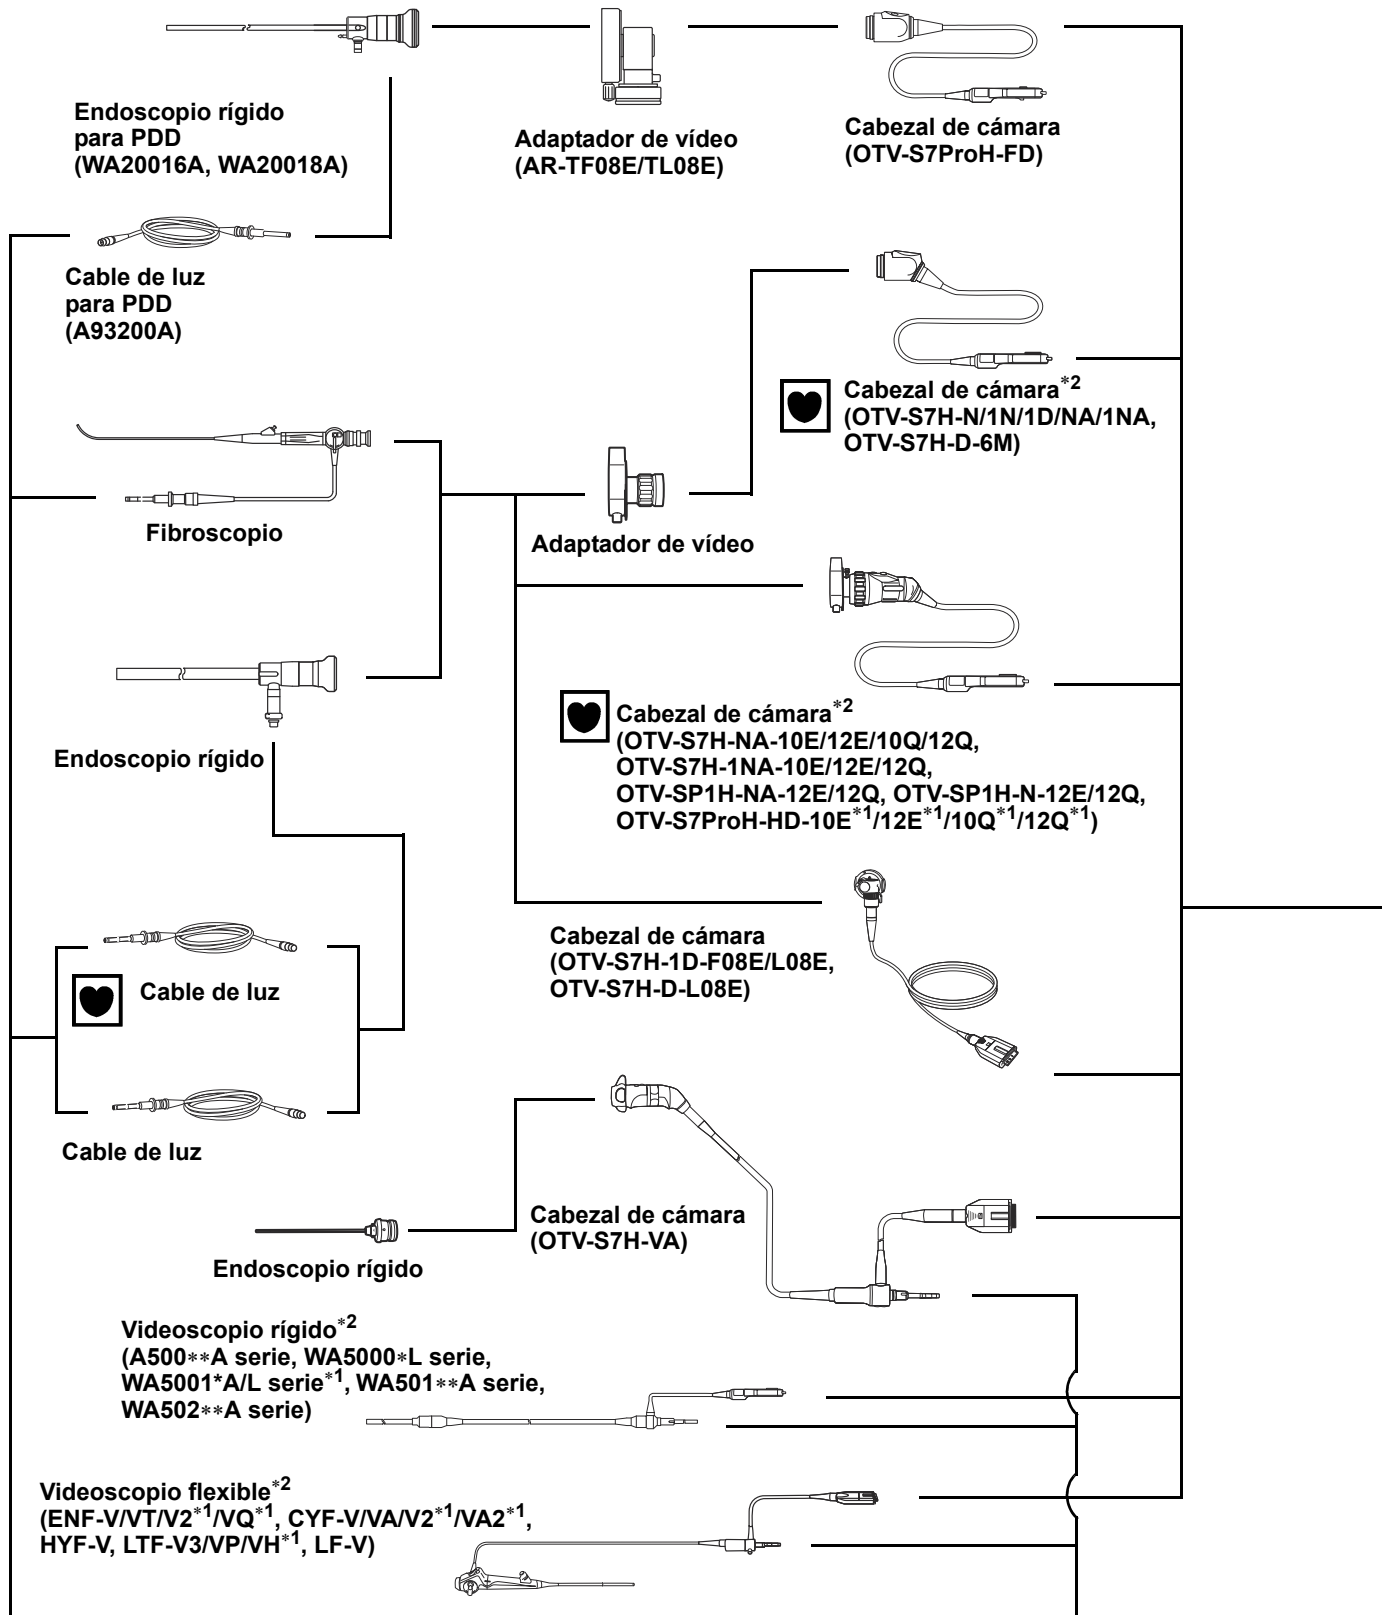 Endoscopio rígido
para PDD
(WA20016A, WA20018A)
Adaptador de vídeo
(AR-TF08E/TL08E)
Cabezal de cámara
(OTV-S7ProH-FD)
Cable de luz
para PDD
(A93200A)
Cabezal de cámara*2
(OTV-S7H-N/1N/1D/NA/1NA,
OTV-S7H-D-6M)
Fibroscopio
Adaptador de vídeo
Endoscopio rígido
Cabezal de cámara*2
(OTV-S7H-NA-10E/12E/10Q/12Q,
OTV-S7H-1NA-10E/12E/12Q,
OTV-SP1H-NA-12E/12Q, OTV-SP1H-N-12E/12Q,
OTV-S7ProH-HD-10E*1/12E*1/10Q*1/12Q*1)
Cabezal de cámara
(OTV-S7H-1D-F08E/L08E,
OTV-S7H-D-L08E)
Cable de luz
Cable de luz
Cabezal de cámara
(OTV-S7H-VA)
Endoscopio rígido
Videoscopio rígido*2
(A500**A serie, WA5000*L serie,
WA5001*A/L serie*1, WA501**A serie,
WA502**A serie)
Videoscopio flexible*2
(ENF-V/VT/V2*1/VQ*1, CYF-V/VA/V2*1/VA2*1,
HYF-V, LTF-V3/VP/VH*1, LF-V)